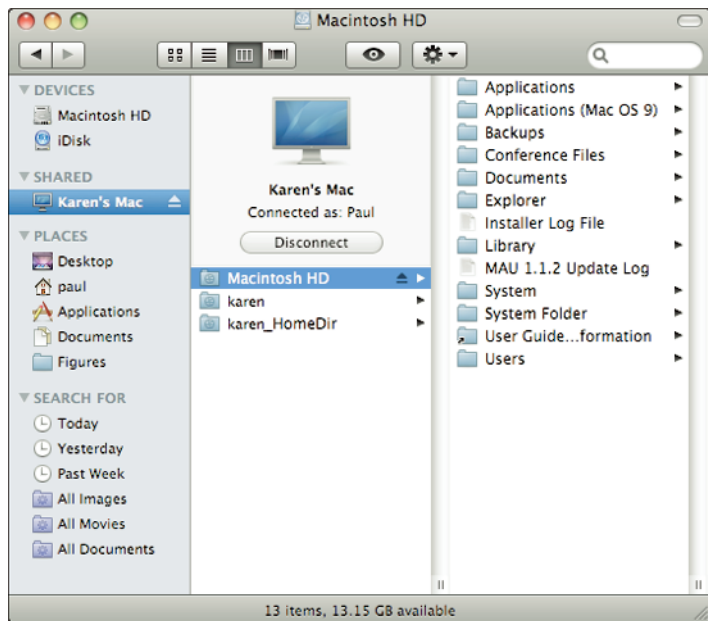 Macintosh HD
DEVICES
Macintosh HD
iDisk
SHARED
Karen's Mac
PLACES
Desktop
paul
Applications
Documents
Figures
SEARCH FOR
Today
Yesterday
Past Week
All Images
All Movies
All Documents
Karen's Mac
Connected as: Paul
Disconnect
Macintosh HD
karen
karen_HomeDir
Applications
Applications (Mac OS 9)
Backups
Conference Files
Documents
Explorer
Installer Log File
Library
MAU 1.1.2 Update Log
System
System Folder
User Guide...formation
Users
13 items, 13.15 GB available